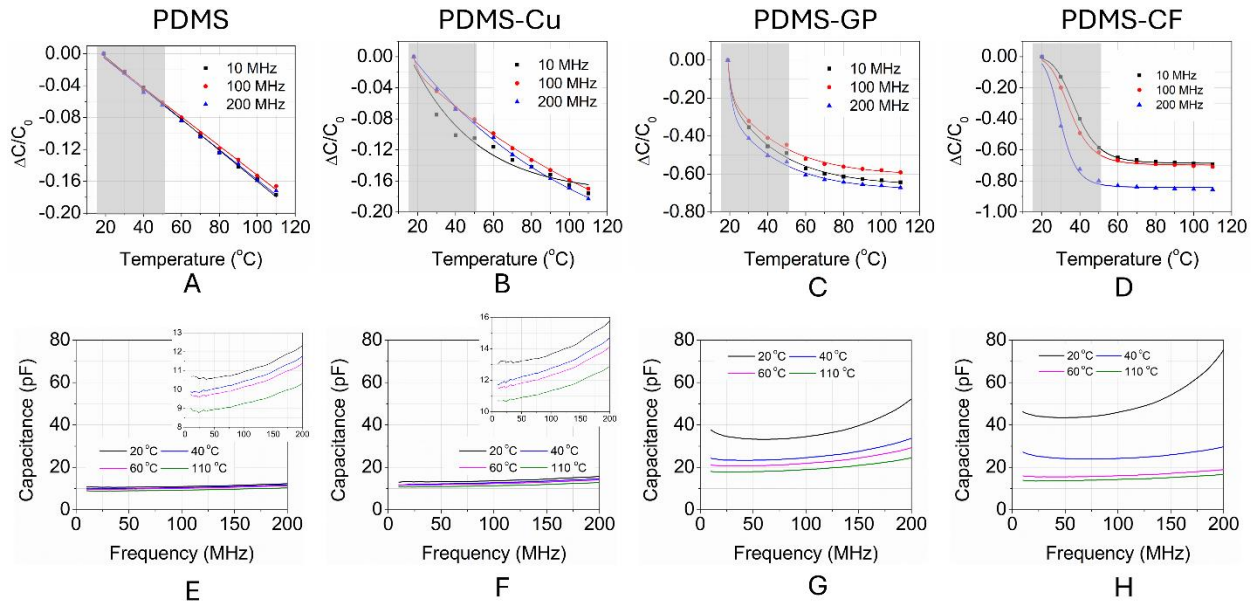 PDMS
PDMS-Cu
PDMS-GP
PDMS-CF
0.00
-0.04
-0.08
-0.12
-0.16
-0.20
ΔC/C0
10 MHz
100 MHz
200 MHz
20 40 60 80 100 120
Temperature (°C)
A
0.00
-0.04
-0.08
-0.12
-0.16
-0.20
ΔC/C0
10 MHz
100 MHz
200 MHz
20 40 60 80 100 120
Temperature (°C)
B
0.00
-0.20
-0.40
-0.60
-0.80
ΔC/C0
10 MHz
100 MHz
200 MHz
20 40 60 80 100 120
Temperature (°C)
C
0.00
-0.20
-0.40
-0.60
-0.80
-1.00
ΔC/C0
10 MHz
100 MHz
200 MHz
20 40 60 80 100 120
Temperature (°C)
D
80
60
40
20
0
Capacitance (pF)
13
12
11
10
9
8
0 50 100 150 200
20 °C 40 °C
60 °C 110 °C
0 50 100 150 200
Frequency (MHz)
E
80
60
40
20
0
Capacitance (pF)
16
14
12
10
0 50 100 150 200
20 °C 40 °C
60 °C 110 °C
0 50 100 150 200
Frequency (MHz)
F
80
60
40
20
0
Capacitance (pF)
20 °C 40 °C
60 °C 110 °C
0 50 100 150 200
Frequency (MHz)
G
80
60
40
20
0
Capacitance (pF)
20 °C 40 °C
60 °C 110 °C
0 50 100 150 200
Frequency (MHz)
H